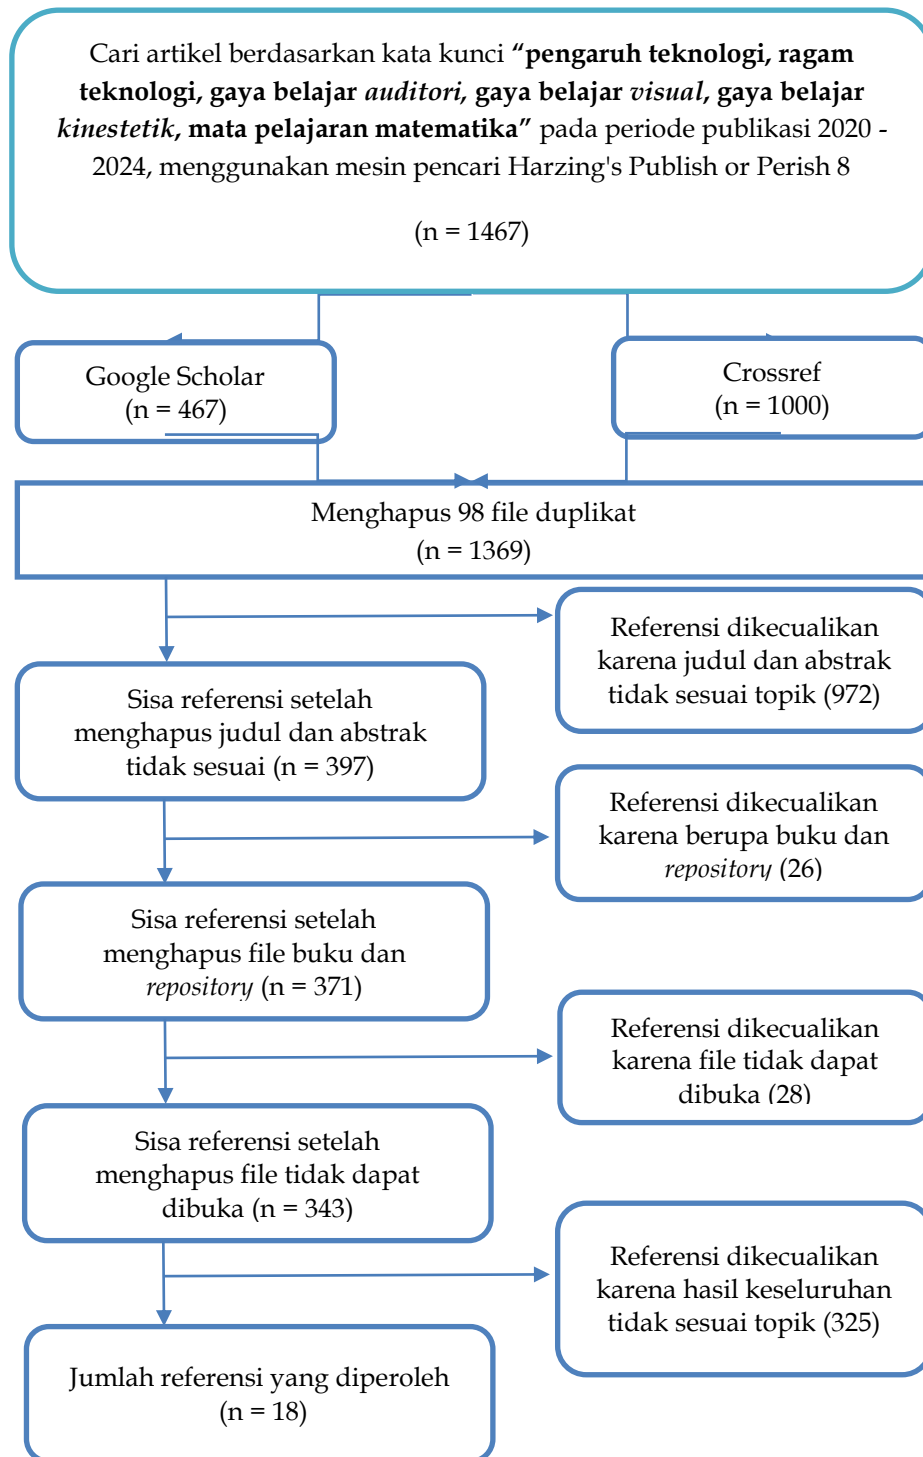 Cari artikel berdasarkan kata kunci “pengaruh teknologi, ragam
teknologi, gaya belajar auditori, gaya belajar visual, gaya belajar
kinestetik, mata pelajaran matematika” pada periode publikasi 2020 -
2024, menggunakan mesin pencari Harzing's Publish or Perish 8
(n = 1467)
Google Scholar
(n = 467)
Crossref
(n = 1000)
Menghapus 98 file duplikat
(n = 1369)
Referensi dikecualikan
karena judul dan abstrak
tidak sesuai topik (972)
Sisa referensi setelah
menghapus judul dan abstrak
tidak sesuai (n = 397)
Referensi dikecualikan
karena berupa buku dan
repository (26)
Sisa referensi setelah
menghapus file buku dan
repository (n = 371)
Referensi dikecualikan
karena file tidak dapat
dibuka (28)
Sisa referensi setelah
menghapus file tidak dapat
dibuka (n = 343)
Referensi dikecualikan
karena hasil keseluruhan
tidak sesuai topik (325)
Jumlah referensi yang diperoleh
(n = 18)